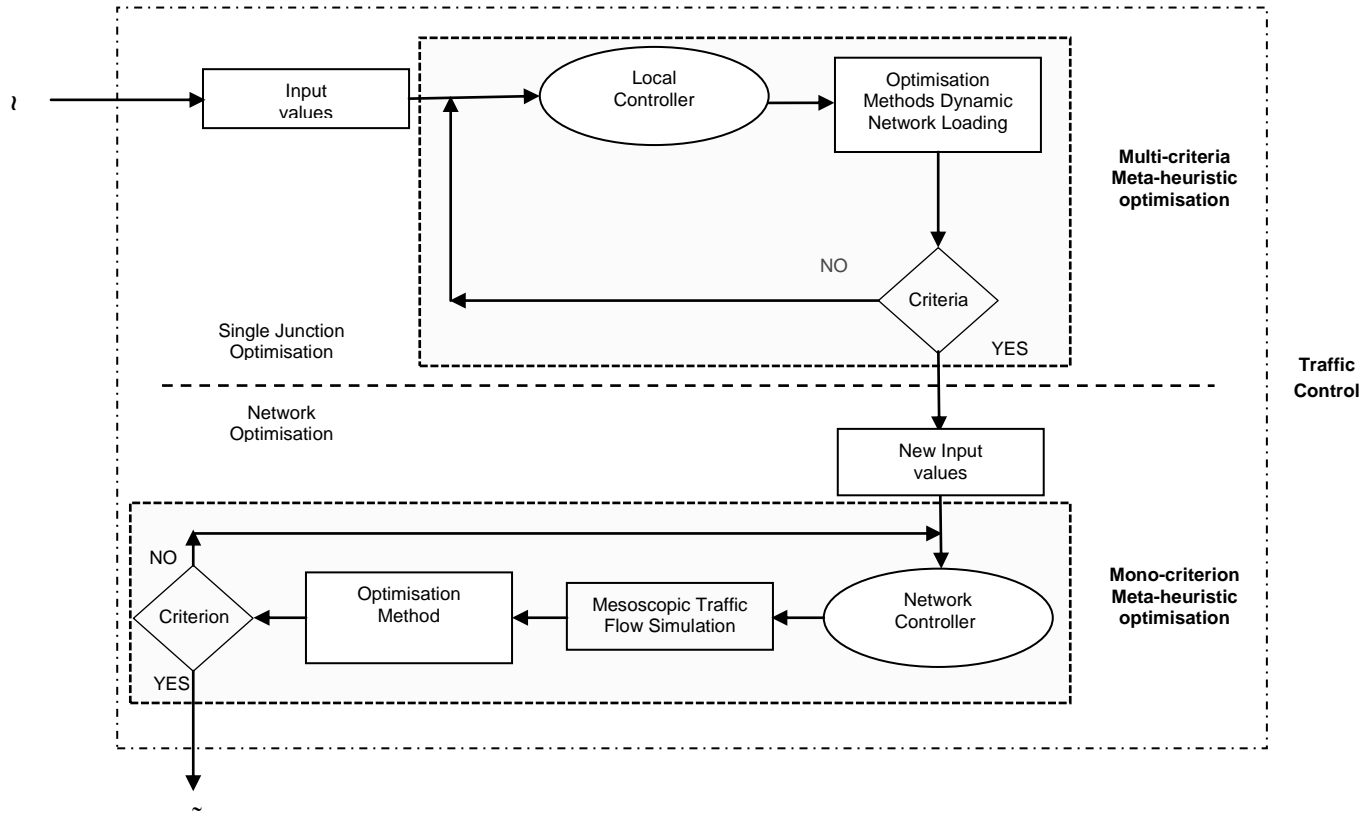 Input
values
Local
Controller
Optimisation
Methods Dynamic
Network Loading
Multi-criteria
Meta-heuristic
optimisation
NO
Criteria
YES
Single Junction
Optimisation
Traffic
Control
Network
Optimisation
New Input
values
NO
Criterion
YES
Optimisation
Method
Mesoscopic Traffic
Flow Simulation
Network
Controller
Mono-criterion
Meta-heuristic
optimisation
~